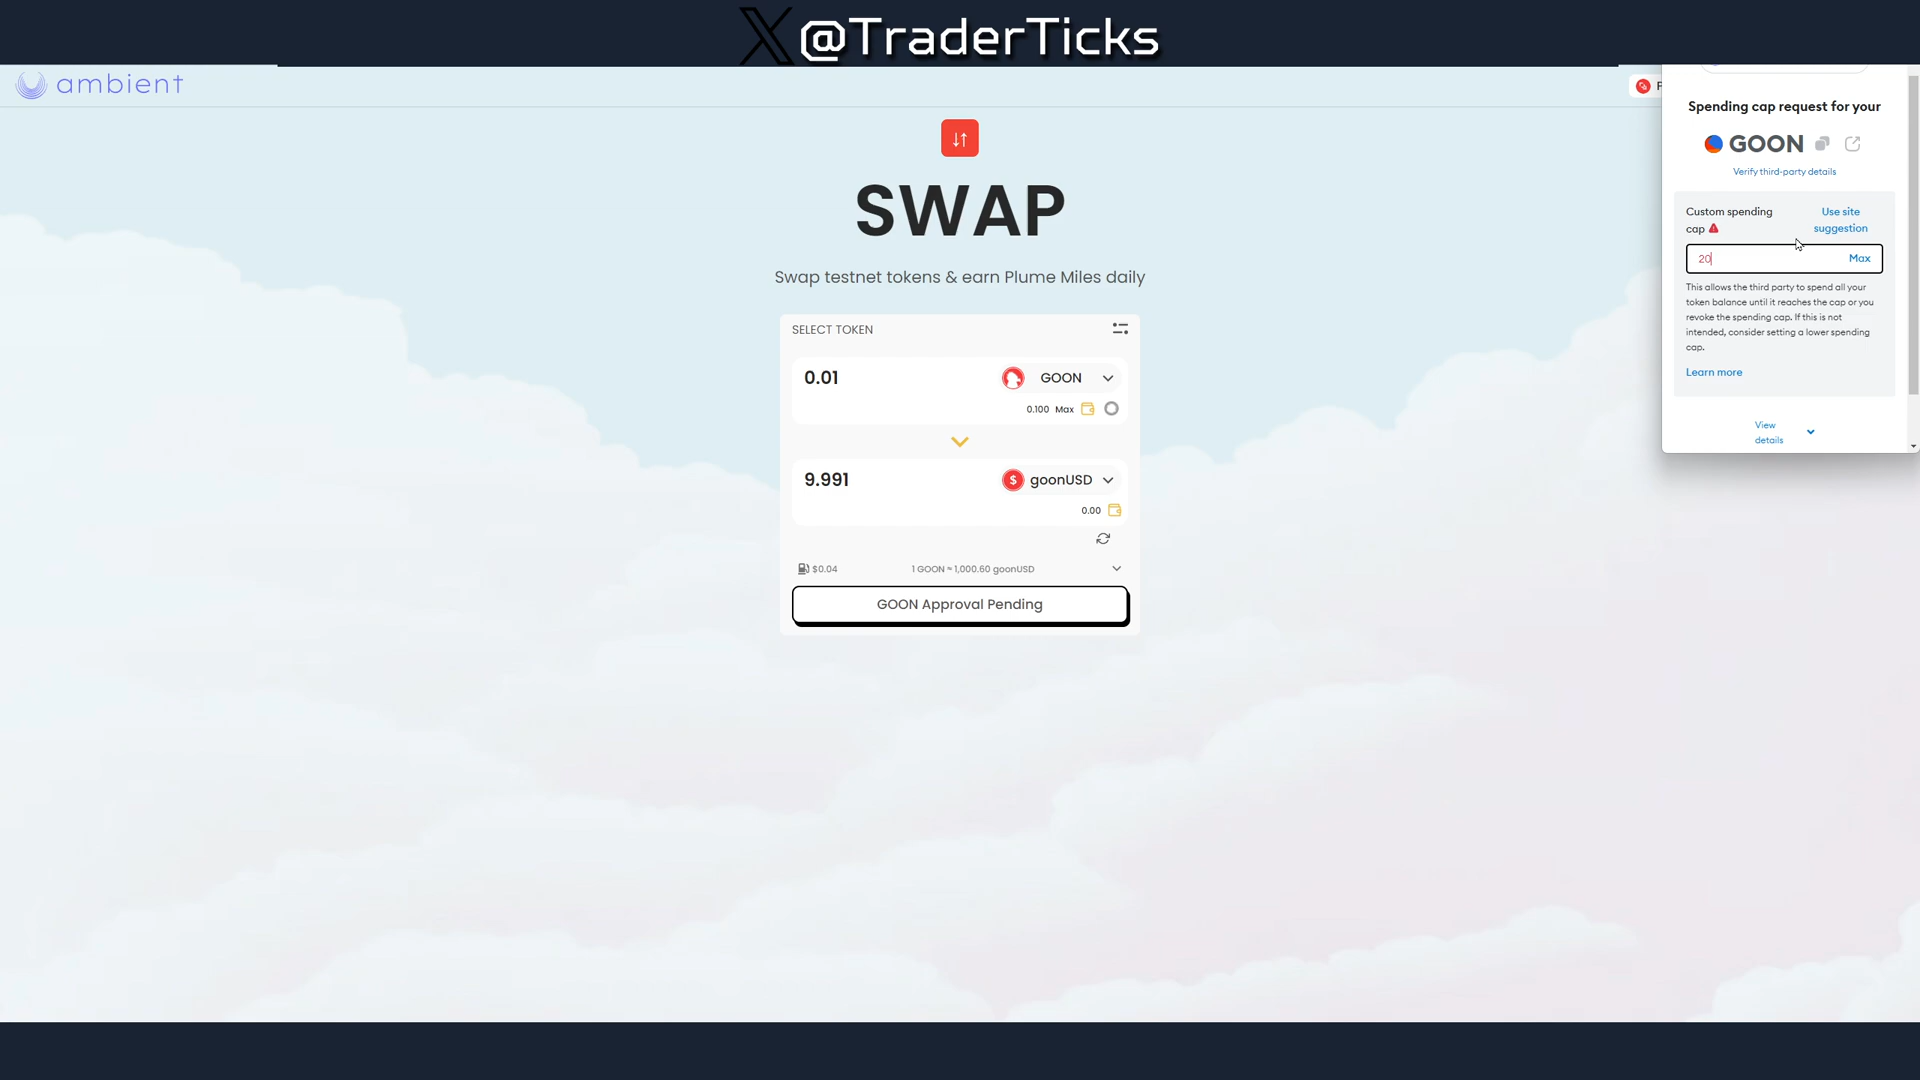 X@TraderTicks
ambient
Spending cap request for your
GOON
Verify third-party details
Custom spending
cap
Use site
suggestion
20
Max
This allows the third party to spend all your
token balance until it reaches the cap or you
revoke the spending cap. If this is not
intended, consider setting a lower spending
cap.
Learn more
View
details
SWAP
Swap testnet tokens & earn Plume Miles daily
SELECT TOKEN
0.01
GOON
0.100 Max
9.991
$ goonUSD
0.00
$0.04
1 GOON ≈ 1,000.60 goonUSD
GOON Approval Pending